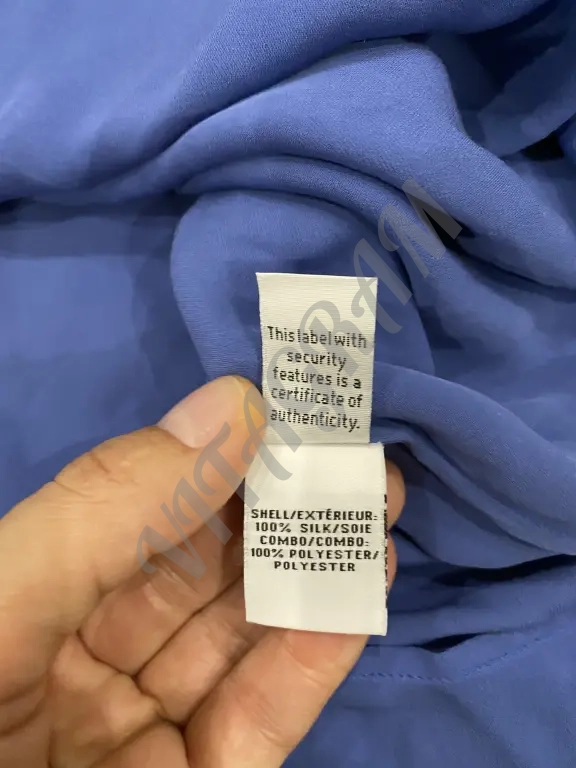 This label with
security
features is a
certificate of
authenticity.
SHELL/EXTÉRIEUR:
100% SILK/SOIE
COMBO/COMBO:
100% POLYESTER/
POLYESTER
VITAGRAM